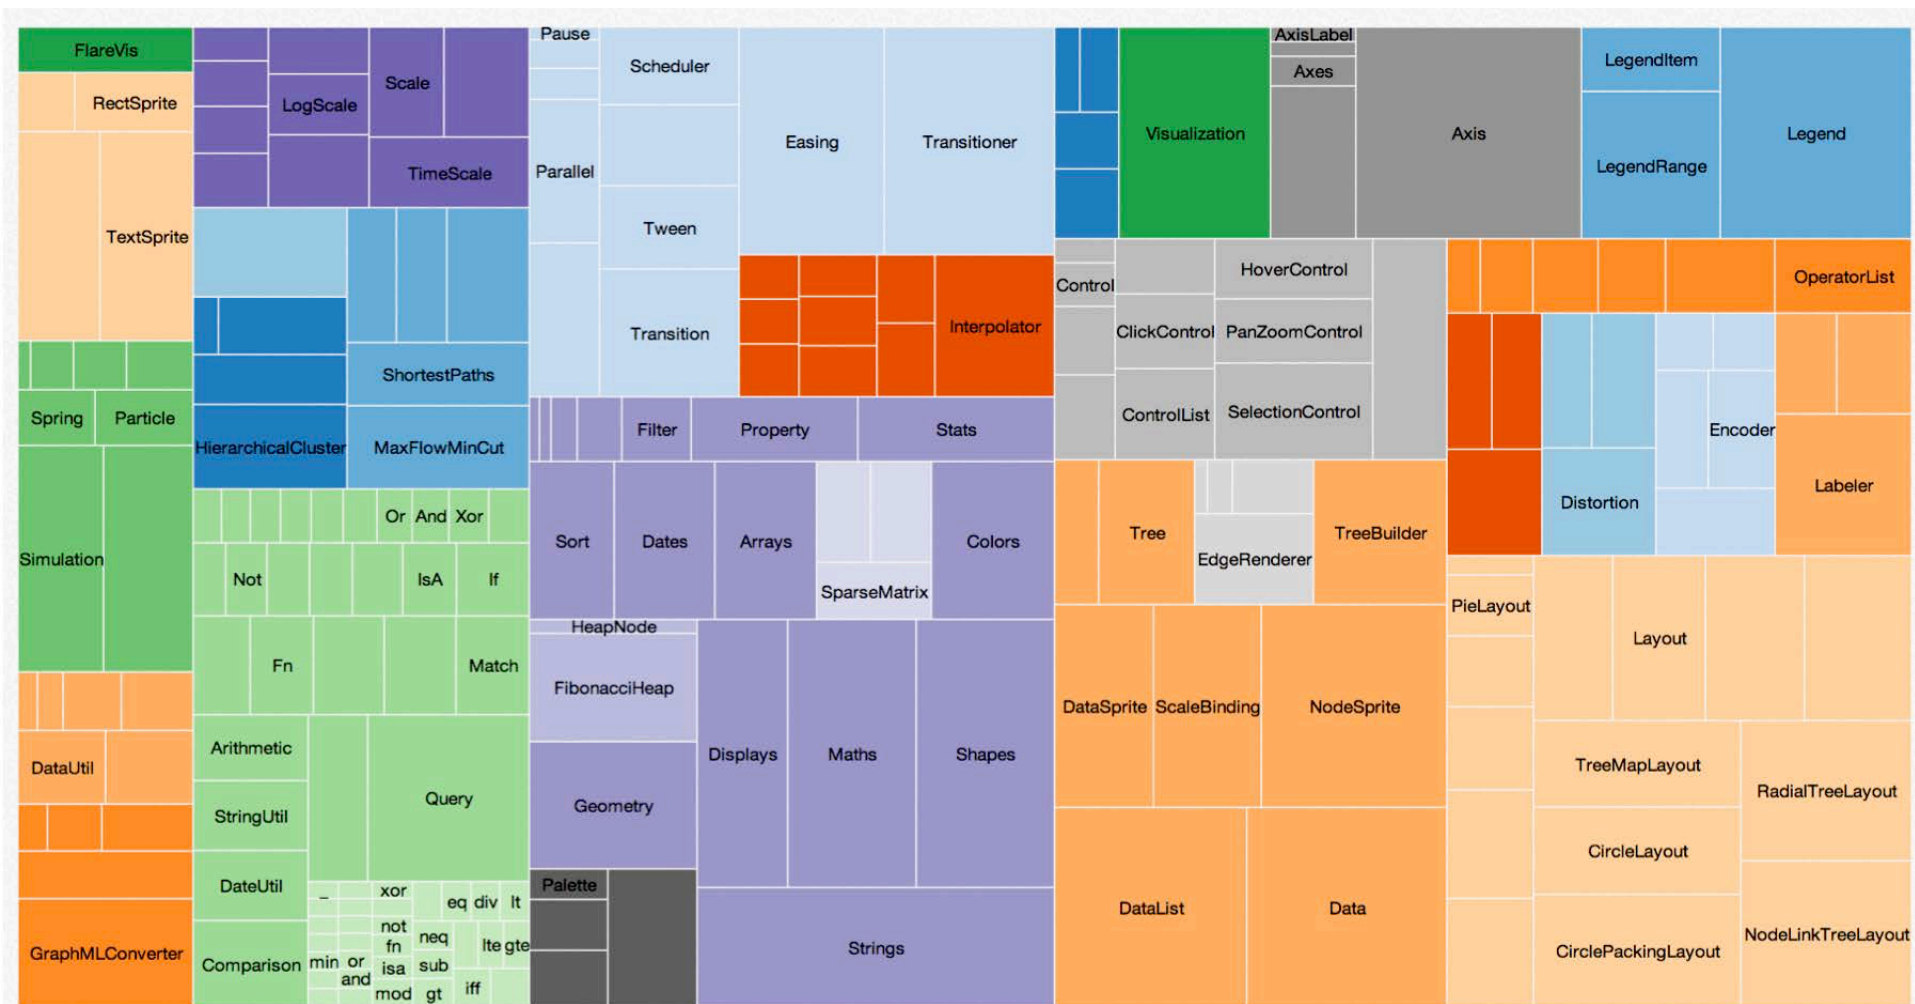 FlareVis
RectSprite
TextSprite
Spring
Particle
Simulation
DataUtil
GraphMLConverter
LogScale
Scale
TimeScale
ShortestPaths
HierarchicalCluster
MaxFlowMinCut
Or
And
Xor
Not
IsA
If
Fn
Match
Arithmetic
StringUtil
DateUtil
Comparison
Query
_
xor
eq
div
lt
not
fn
neq
lte
gte
min
or
and
isa
sub
mod
gt
iff
Pause
Scheduler
Parallel
Tween
Transition
Easing
Transitioner
Interpolator
Filter
Property
Stats
Sort
Dates
Arrays
SparseMatrix
Colors
HeapNode
FibonacciHeap
Geometry
Displays
Maths
Shapes
Palette
Strings
Visualization
AxisLabel
Axes
Axis
LegendItem
LegendRange
Legend
Control
ClickControl
ControlList
HoverControl
PanZoomControl
SelectionControl
OperatorList
Distortion
Encoder
Labeler
Tree
EdgeRenderer
TreeBuilder
DataSprite
ScaleBinding
NodeSprite
DataList
Data
PieLayout
Layout
TreeMapLayout
CircleLayout
CirclePackingLayout
RadialTreeLayout
NodeLinkTreeLayout